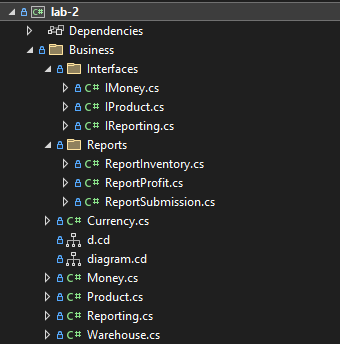 C# lab-2
Dependencies
Business
Interfaces
C# IMoney.cs
C# IProduct.cs
C# IReporting.cs
Reports
C# ReportInventory.cs
C# ReportProfit.cs
C# ReportSubmission.cs
C# Currency.cs
d.cd
diagram.cd
C# Money.cs
C# Product.cs
C# Reporting.cs
C# Warehouse.cs